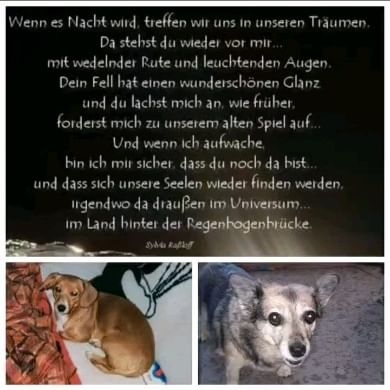 Wenn es Nacht wird, treffen wir uns in unseren Träumen.
Da stehst du wieder vor mir...
mit wedelnder Rute und leuchtenden Augen.
Dein Fell hat einen wunderschönen Glanz
und du lachst mich an, wie früher,
forderst mich zu unserem alten Spiel auf...
Und wenn ich aufwache,
bin ich mir sicher, dass du noch da bist...
und dass sich unsere Seelen wieder finden werden,
irgendwo da draußen im Universum...
im Land hinter der Regenbogenbrücke.
Sylvia Raßloff